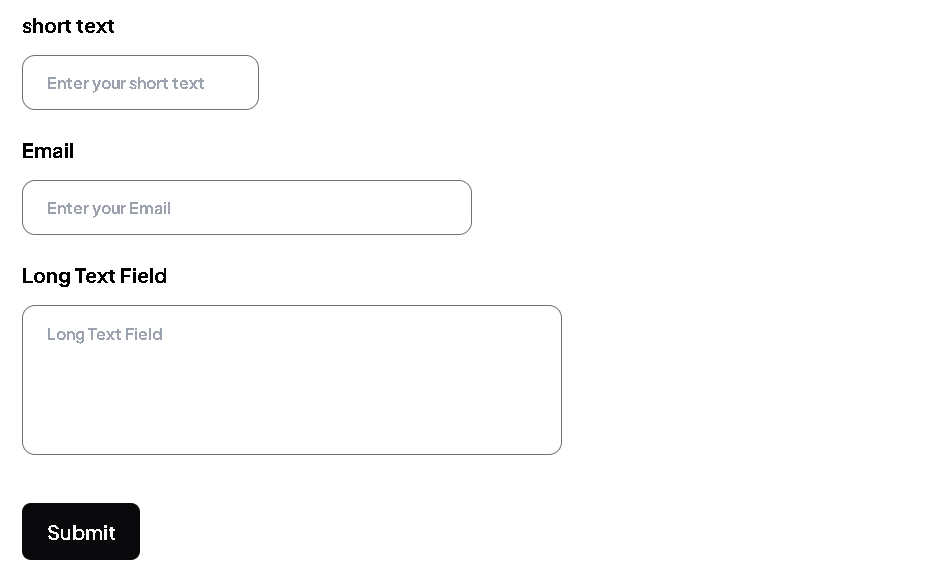 short text
Enter your short text
Email
Enter your Email
Long Text Field
Long Text Field
Submit